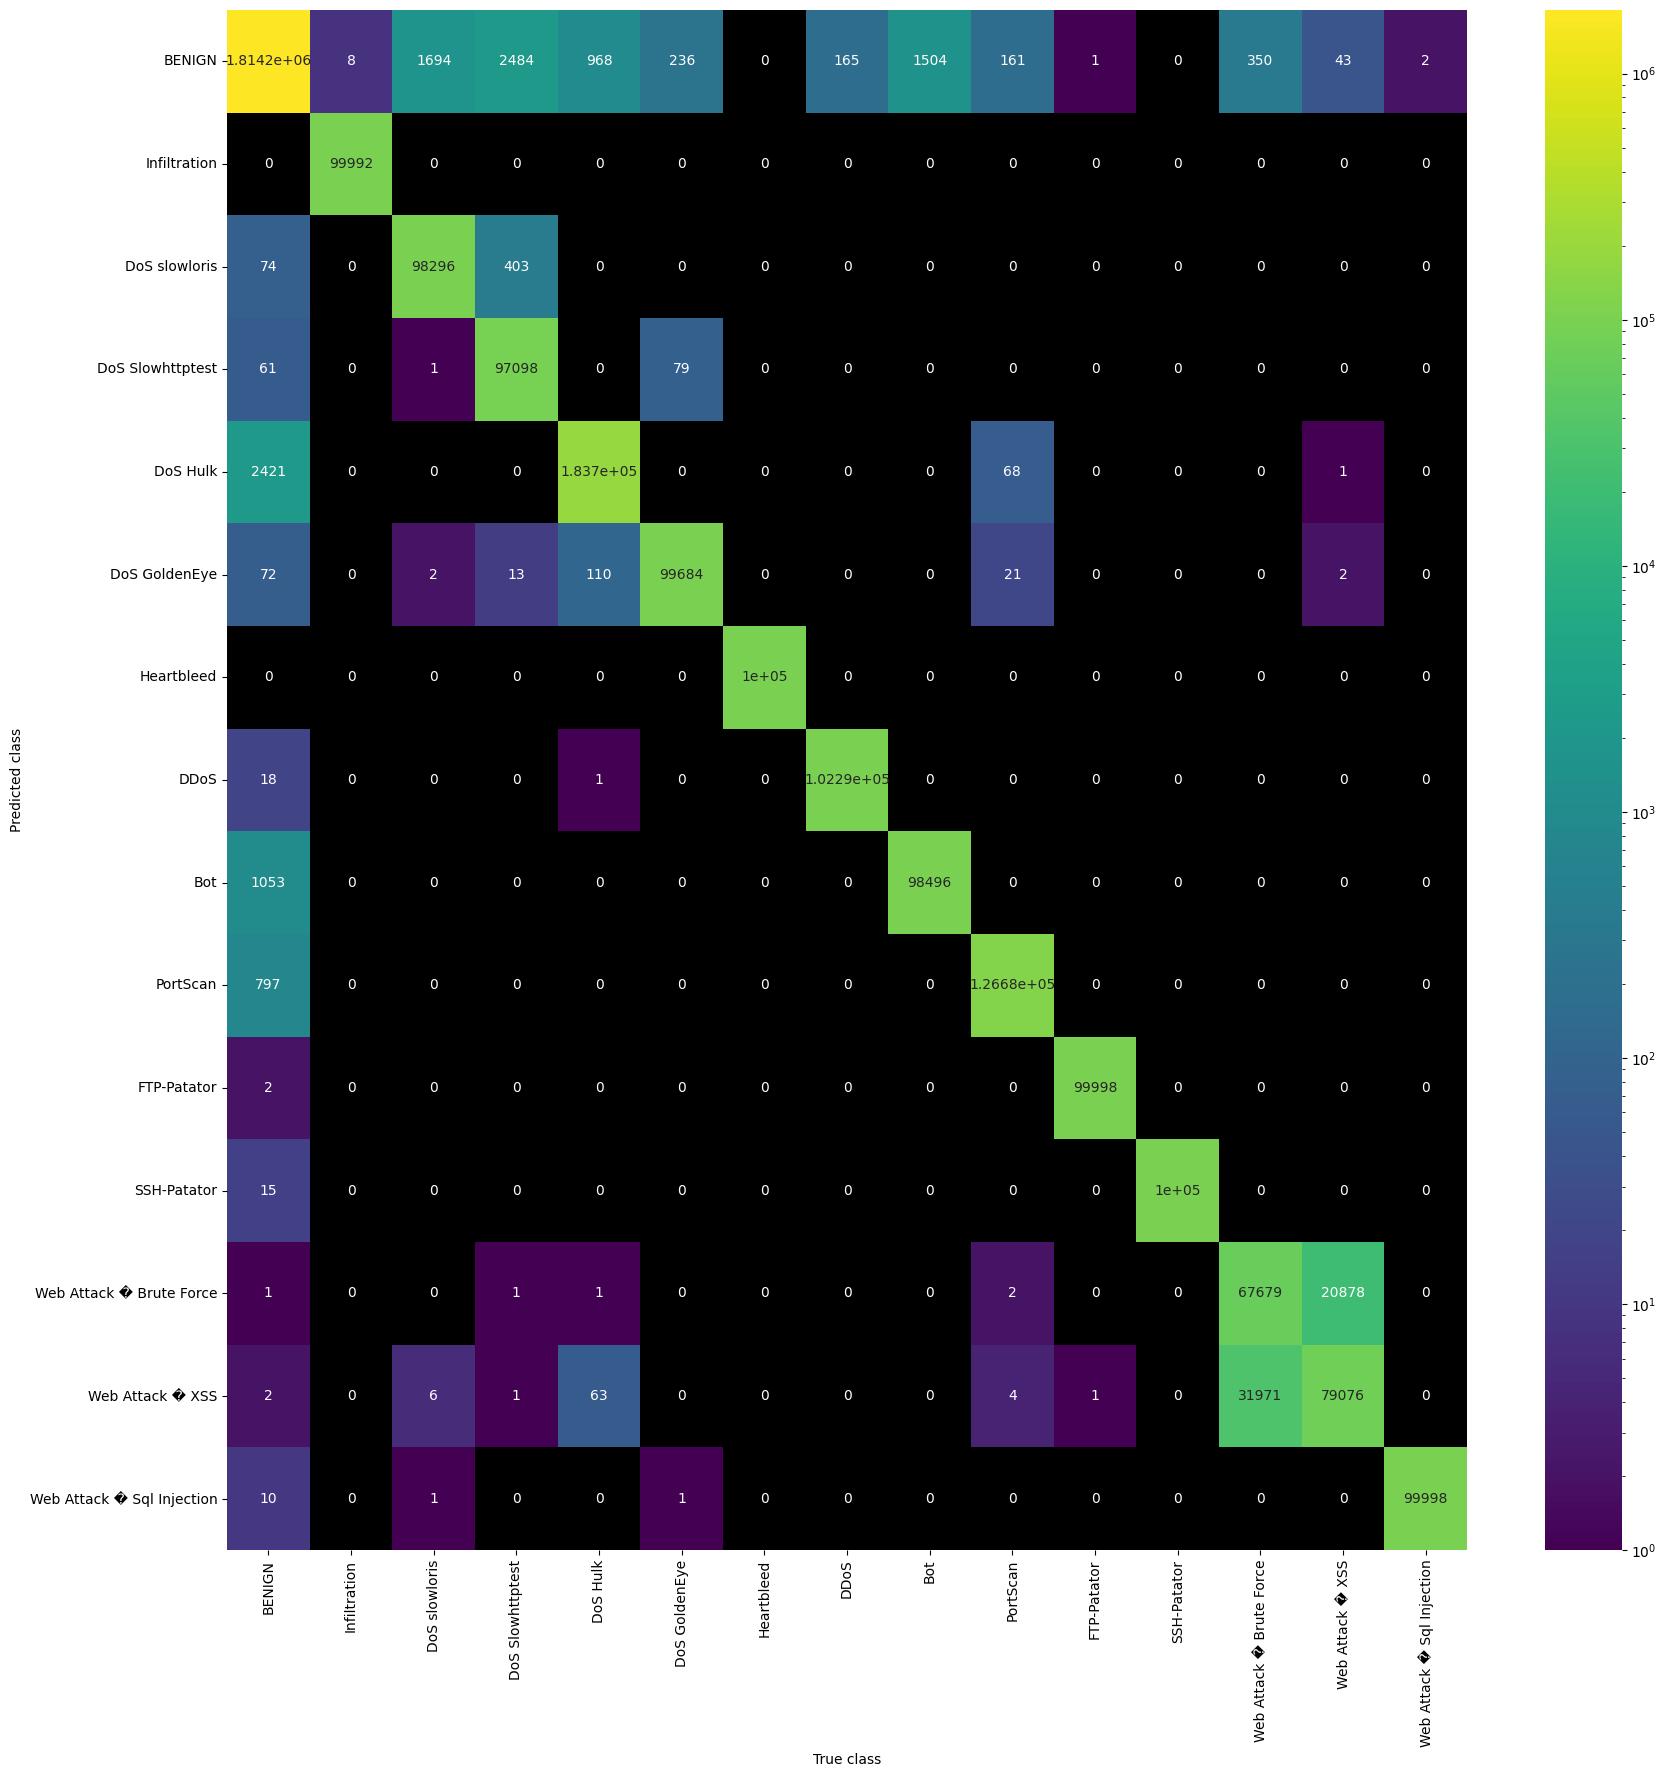 BENIGN 1.8142e+06 8 1694 2484 968 236 0 165 1504 161 1 0 350 43 2
Infiltration 0 99992 0 0 0 0 0 0 0 0 0 0 0 0 0
DoS slowloris 74 0 98296 403 0 0 0 0 0 0 0 0 0 0 0
DoS Slowhttptest 61 0 1 97098 0 79 0 0 0 0 0 0 0 0 0
DoS Hulk 2421 0 0 0 1.837e+05 0 0 0 0 68 0 0 0 1 0
DoS GoldenEye 72 0 2 13 110 99684 0 0 0 21 0 0 0 2 0
Heartbleed 0 0 0 0 0 0 1e+05 0 0 0 0 0 0 0 0
DDoS 18 0 0 0 1 0 0 1.0229e+05 0 0 0 0 0 0 0
Bot 1053 0 0 0 0 0 0 0 98496 0 0 0 0 0 0
PortScan 797 0 0 0 0 0 0 0 0 1.2668e+05 0 0 0 0 0
FTP-Patator 2 0 0 0 0 0 0 0 0 0 99998 0 0 0 0
SSH-Patator 15 0 0 0 0 0 0 0 0 0 0 1e+05 0 0 0
Web Attack � Brute Force 1 0 0 1 1 0 0 0 0 2 0 0 67679 20878 0
Web Attack � XSS 2 0 6 1 63 0 0 0 0 4 1 0 31971 79076 0
Web Attack � Sql Injection 10 0 1 0 0 1 0 0 0 0 0 0 0 0 99998
Predicted class
BENIGN
Infiltration
DoS slowloris
DoS Slowhttptest
DoS Hulk
DoS GoldenEye
Heartbleed
DDoS
Bot
PortScan
FTP-Patator
SSH-Patator
Web Attack � Brute Force
Web Attack � XSS
Web Attack � Sql Injection
True class
10⁶
10⁵
10⁴
10³
10²
10¹
10⁰